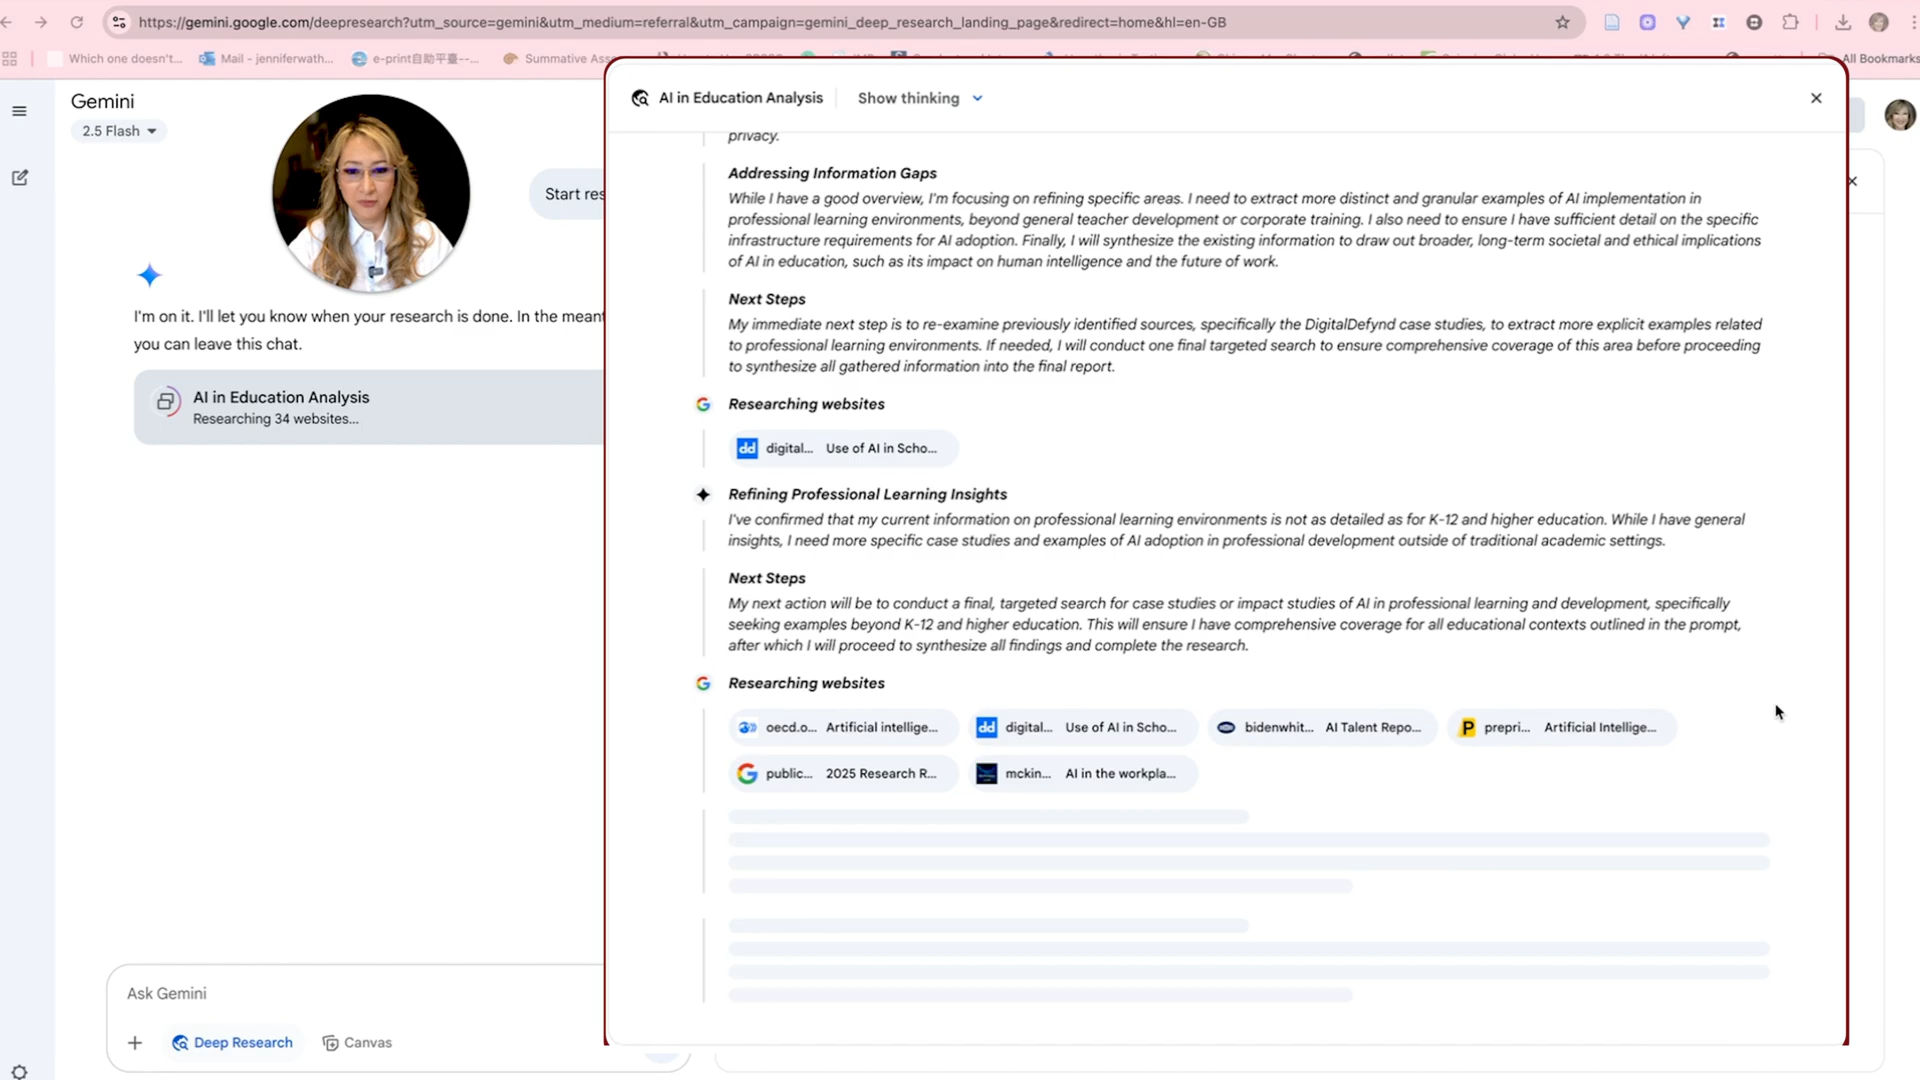 https://gemini.google.com/deepresearch?utm_source=gemini&utm_medium=referral&utm_campaign=gemini_deep_research_landing_page&redirect=home&hl=en-GB
Which one doesn't...
Mail - jenniferwath...
e-print自助平臺--...
Summative Ass
All Bookmarks
Gemini
2.5 Flash
Start res
I'm on it. I'll let you know when your research is done. In the meant
you can leave this chat.
AI in Education Analysis
Researching 34 websites...
Ask Gemini
Deep Research
Canvas
AI in Education Analysis
Show thinking
privacy.
Addressing Information Gaps
While I have a good overview, I'm focusing on refining specific areas. I need to extract more distinct and granular examples of AI implementation in
professional learning environments, beyond general teacher development or corporate training. I also need to ensure I have sufficient detail on the specific
infrastructure requirements for AI adoption. Finally, I will synthesize the existing information to draw out broader, long-term societal and ethical implications
of AI in education, such as its impact on human intelligence and the future of work.
Next Steps
My immediate next step is to re-examine previously identified sources, specifically the DigitalDefynd case studies, to extract more explicit examples related
to professional learning environments. If needed, I will conduct one final targeted search to ensure comprehensive coverage of this area before proceeding
to synthesize all gathered information into the final report.
Researching websites
dd digital... Use of AI in Scho...
Refining Professional Learning Insights
I've confirmed that my current information on professional learning environments is not as detailed as for K-12 and higher education. While I have general
insights, I need more specific case studies and examples of AI adoption in professional development outside of traditional academic settings.
Next Steps
My next action will be to conduct a final, targeted search for case studies or impact studies of AI in professional learning and development, specifically
seeking examples beyond K-12 and higher education. This will ensure I have comprehensive coverage for all educational contexts outlined in the prompt,
after which I will proceed to synthesize all findings and complete the research.
Researching websites
oecd.o... Artificial intellige...
dd digital... Use of AI in Scho...
bidenwhit... AI Talent Repo...
P prepri... Artificial Intellige...
public... 2025 Research R...
mckin... AI in the workpla...